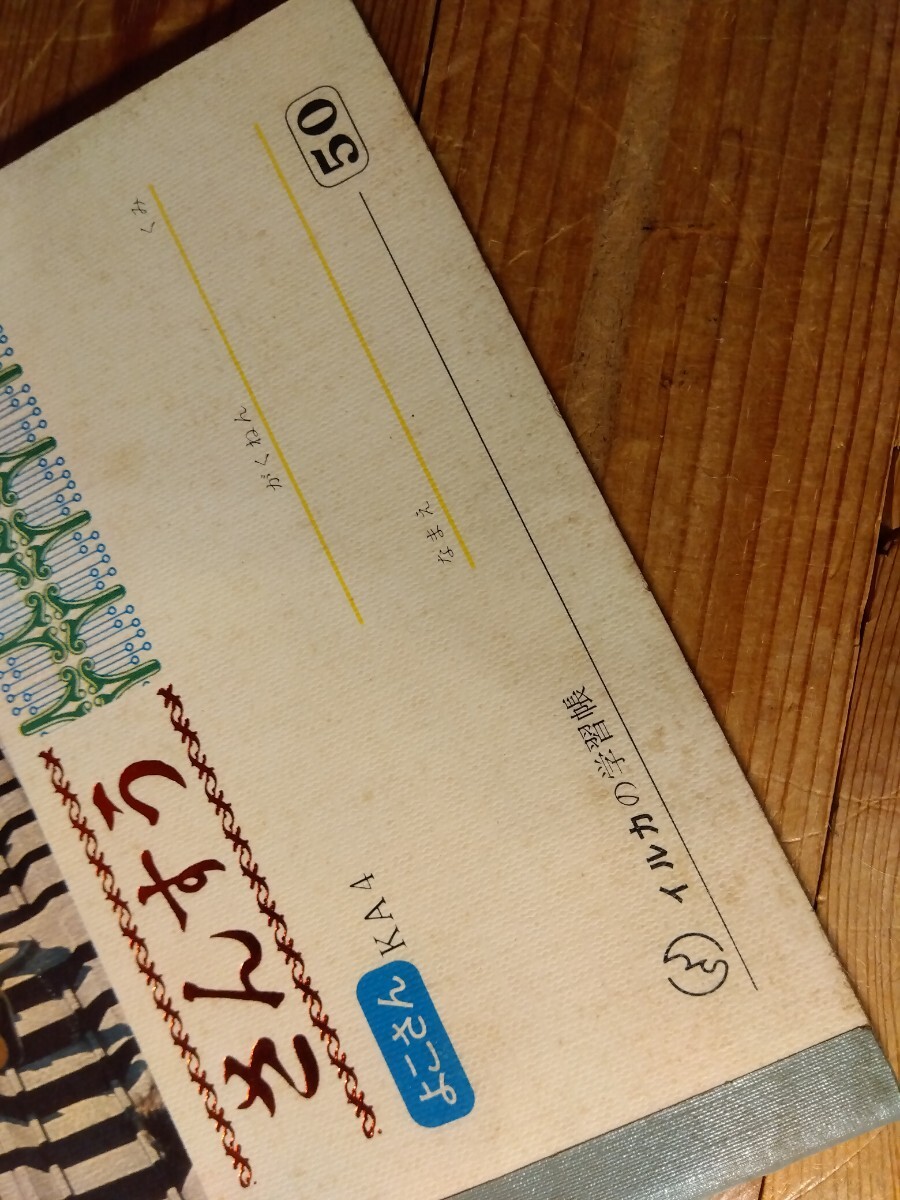 さんすう
よこさん KA4
がくねん
くみ
なまえ
イルカの学習帳
50